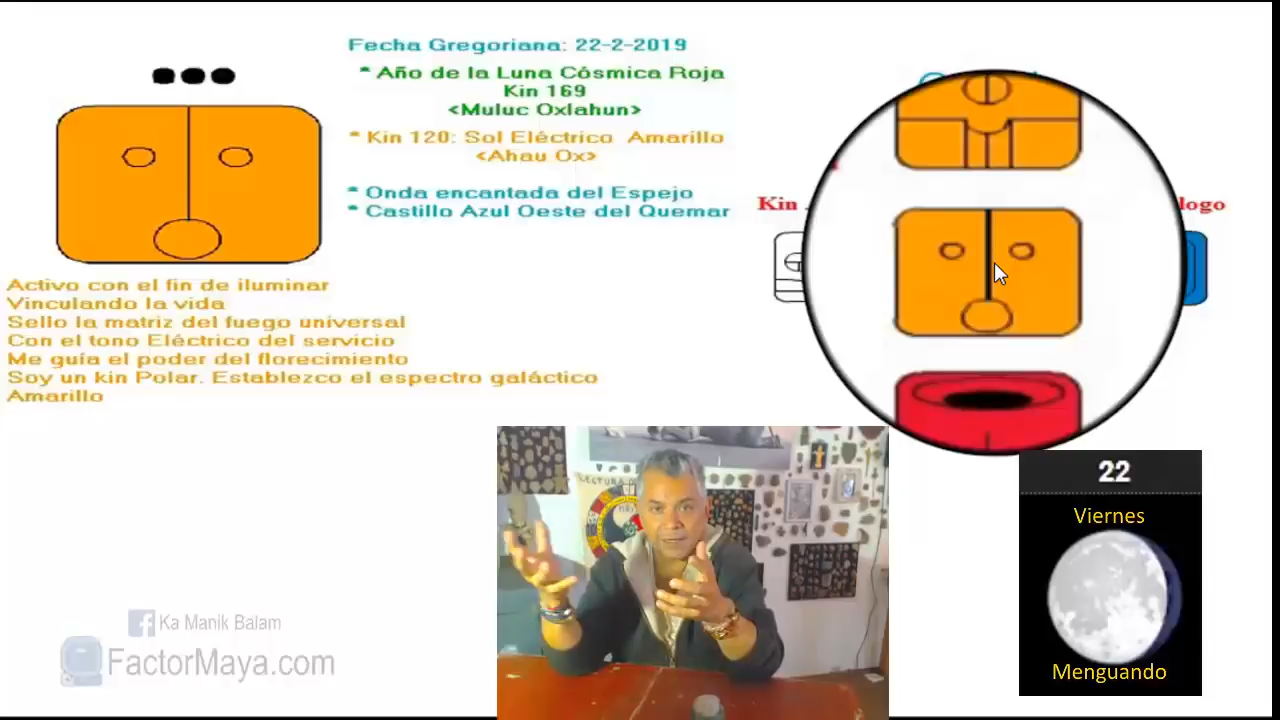 Fecha Gregoriana: 22-2-2019
* Año de la Luna Cósmica Roja
Kin 169
<Muluc Oxlahun>
* Kin 120: Sol Eléctrico Amarillo
<Ahau Ox>
* Onda encantada del Espejo
* Castillo Azul Oeste del Quemar
Activo con el fin de iluminar
Vinculando la vida
Sello la matriz del fuego universal
Con el tono Eléctrico del servicio
Me guía el poder del florecimiento
Soy un kin Polar. Establezco el espectro galáctico
Amarillo
Kin
logo
22
Viernes
Menguando
Ka Manik Balam
FactorMaya.com